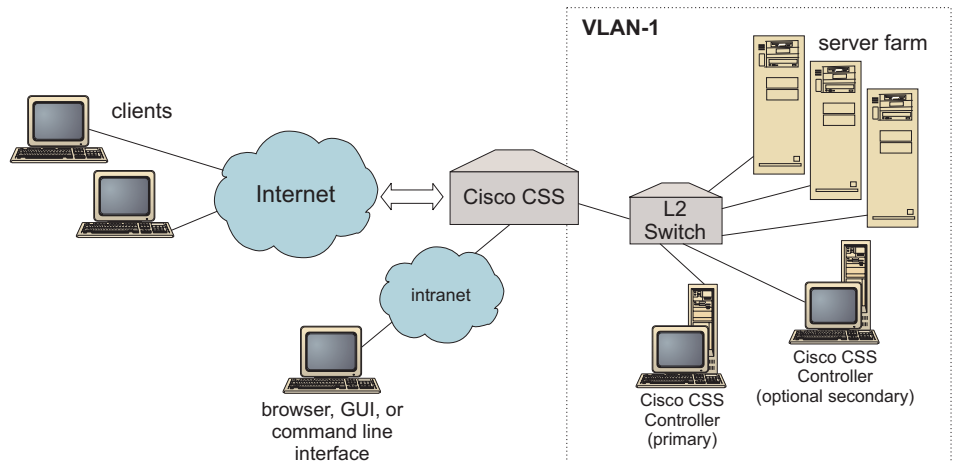 VLAN-1
server farm
clients
Internet
Cisco CSS
L2
Switch
intranet
browser, GUI, or
command line
interface
Cisco CSS
Controller
(primary)
Cisco CSS
Controller
(optional secondary)